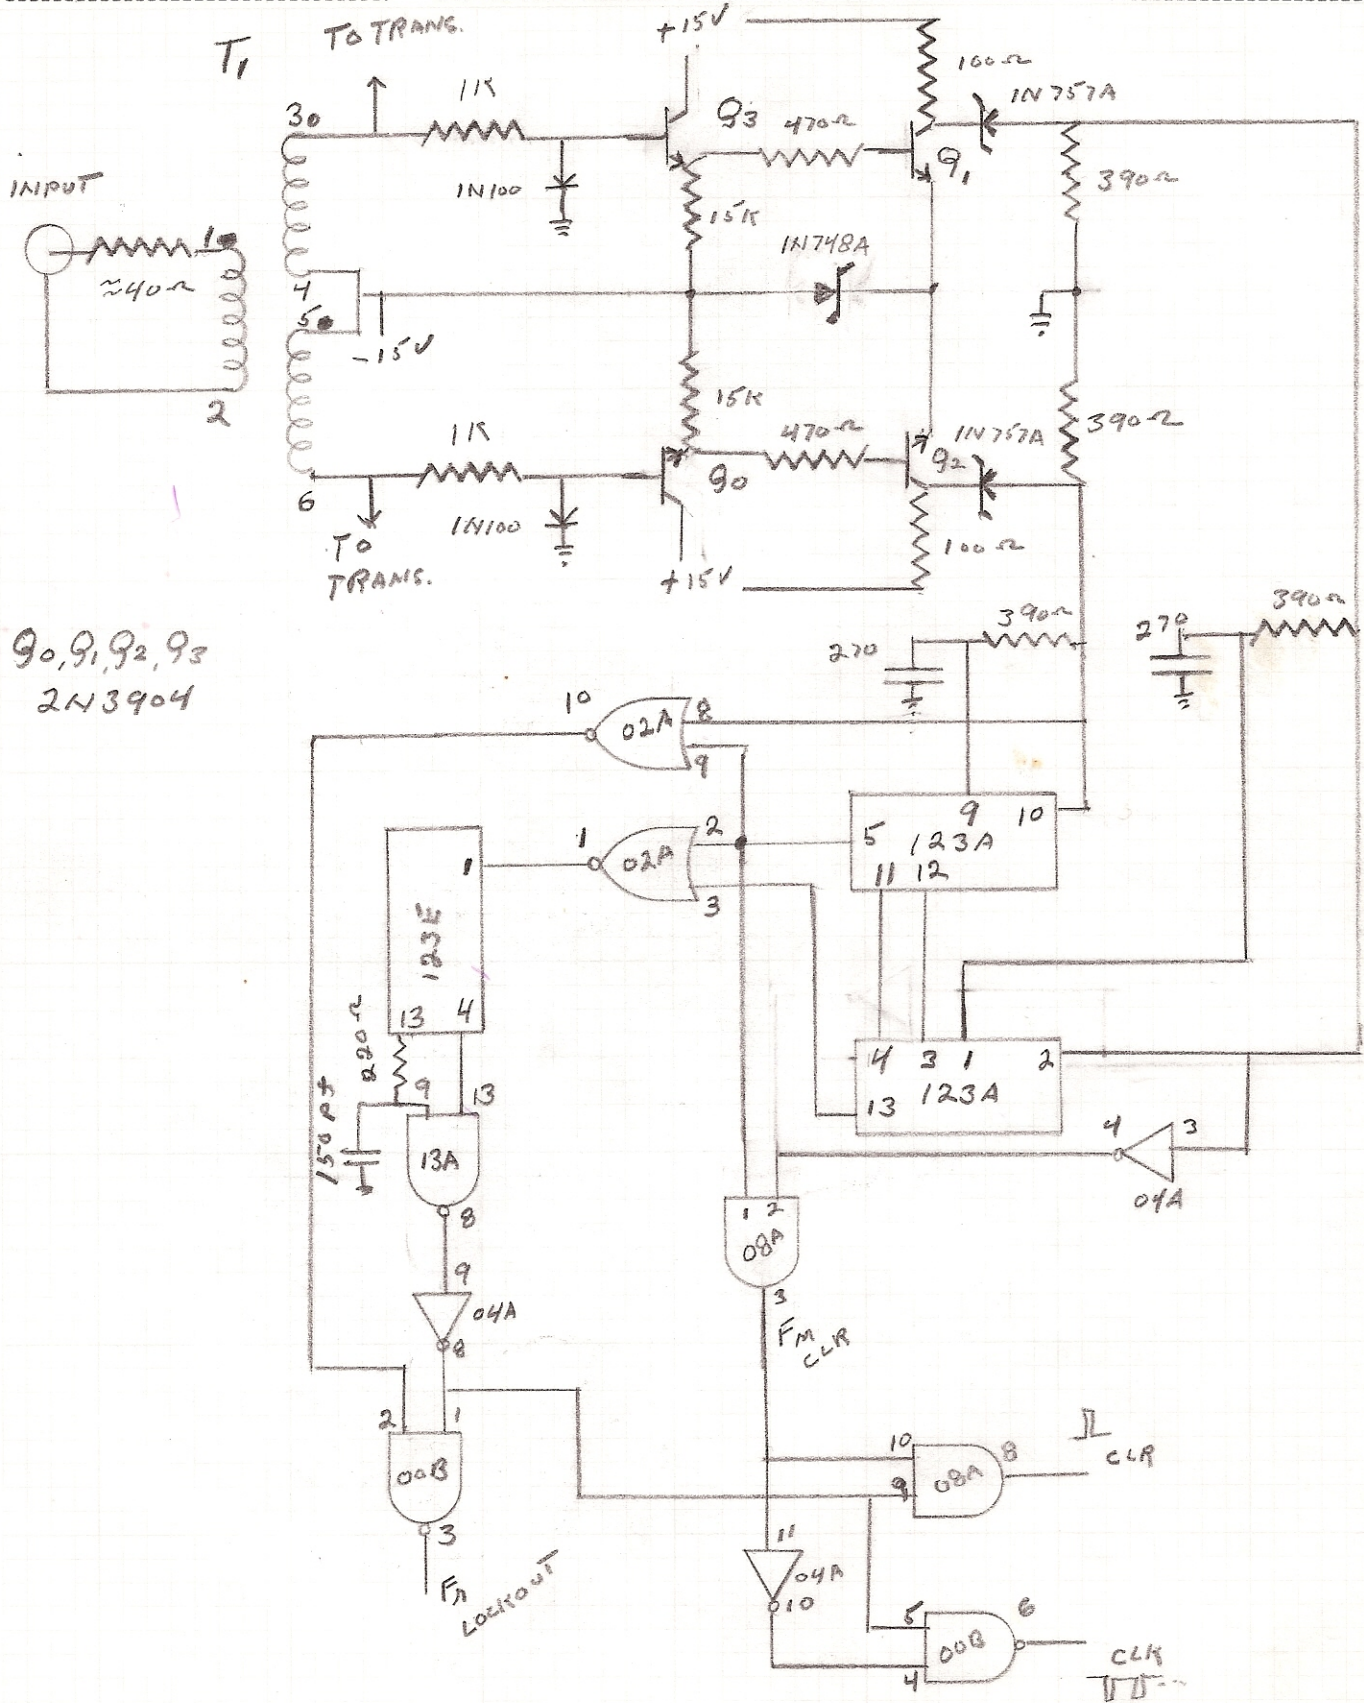 T1
TO TRANS.
+15V
100Ω
1N757A
1K
Q3
470Ω
3
1N100
Q1
390Ω
INPUT
15K
1
≈40Ω
1N748A
4
5
-15V
2
15K
390Ω
1K
470Ω
1N757A
Q0
Q2
6
1N100
TO
TRANS.
100Ω
+15V
390Ω
270
390Ω
270
Q0, Q1, Q2, Q3
2N3904
10
02A
8
9
9
10
5
123A
11
12
1
02A
2
3
1
123E
13
4
220Ω
150 pf
9
13
13A
8
4
3
1
2
13
123A
4
3
04A
1
2
08A
3
FM
CLR
9
04A
8
2
1
00B
3
LOCKOUT
10
9
08A
8
CLR
11
04A
10
5
4
00B
6
CLK